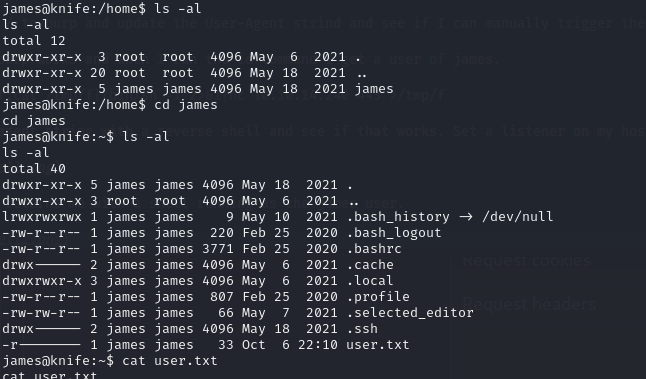 james@knife:/home$ ls -al
ls -al
total 12
drwxr-xr-x  3 root  root  4096 May  6  2021 .
drwxr-xr-x 20 root  root  4096 May 18  2021 ..
drwxr-xr-x  5 james james 4096 May 18  2021 james
james@knife:/home$ cd james
cd james
james@knife:~$ ls -al
ls -al
total 40
drwxr-xr-x 5 james james 4096 May 18  2021 .
drwxr-xr-x 3 root  root  4096 May  6  2021 ..
lrwxrwxrwx 1 james james    9 May 10  2021 .bash_history → /dev/null
-rw-r--r-- 1 james james  220 Feb 25  2020 .bash_logout
-rw-r--r-- 1 james james 3771 Feb 25  2020 .bashrc
drwx------ 2 james james 4096 May  6  2021 .cache
drwxrwxr-x 3 james james 4096 May  6  2021 .local
-rw-r--r-- 1 james james  807 Feb 25  2020 .profile
-rw-rw-r-- 1 james james   66 May  7  2021 .selected_editor
drwx------ 2 james james 4096 May 18  2021 .ssh
-r-------- 1 james james   33 Oct  6 22:10 user.txt
james@knife:~$ cat user.txt
cat user.txt
Request cookies
Request headers